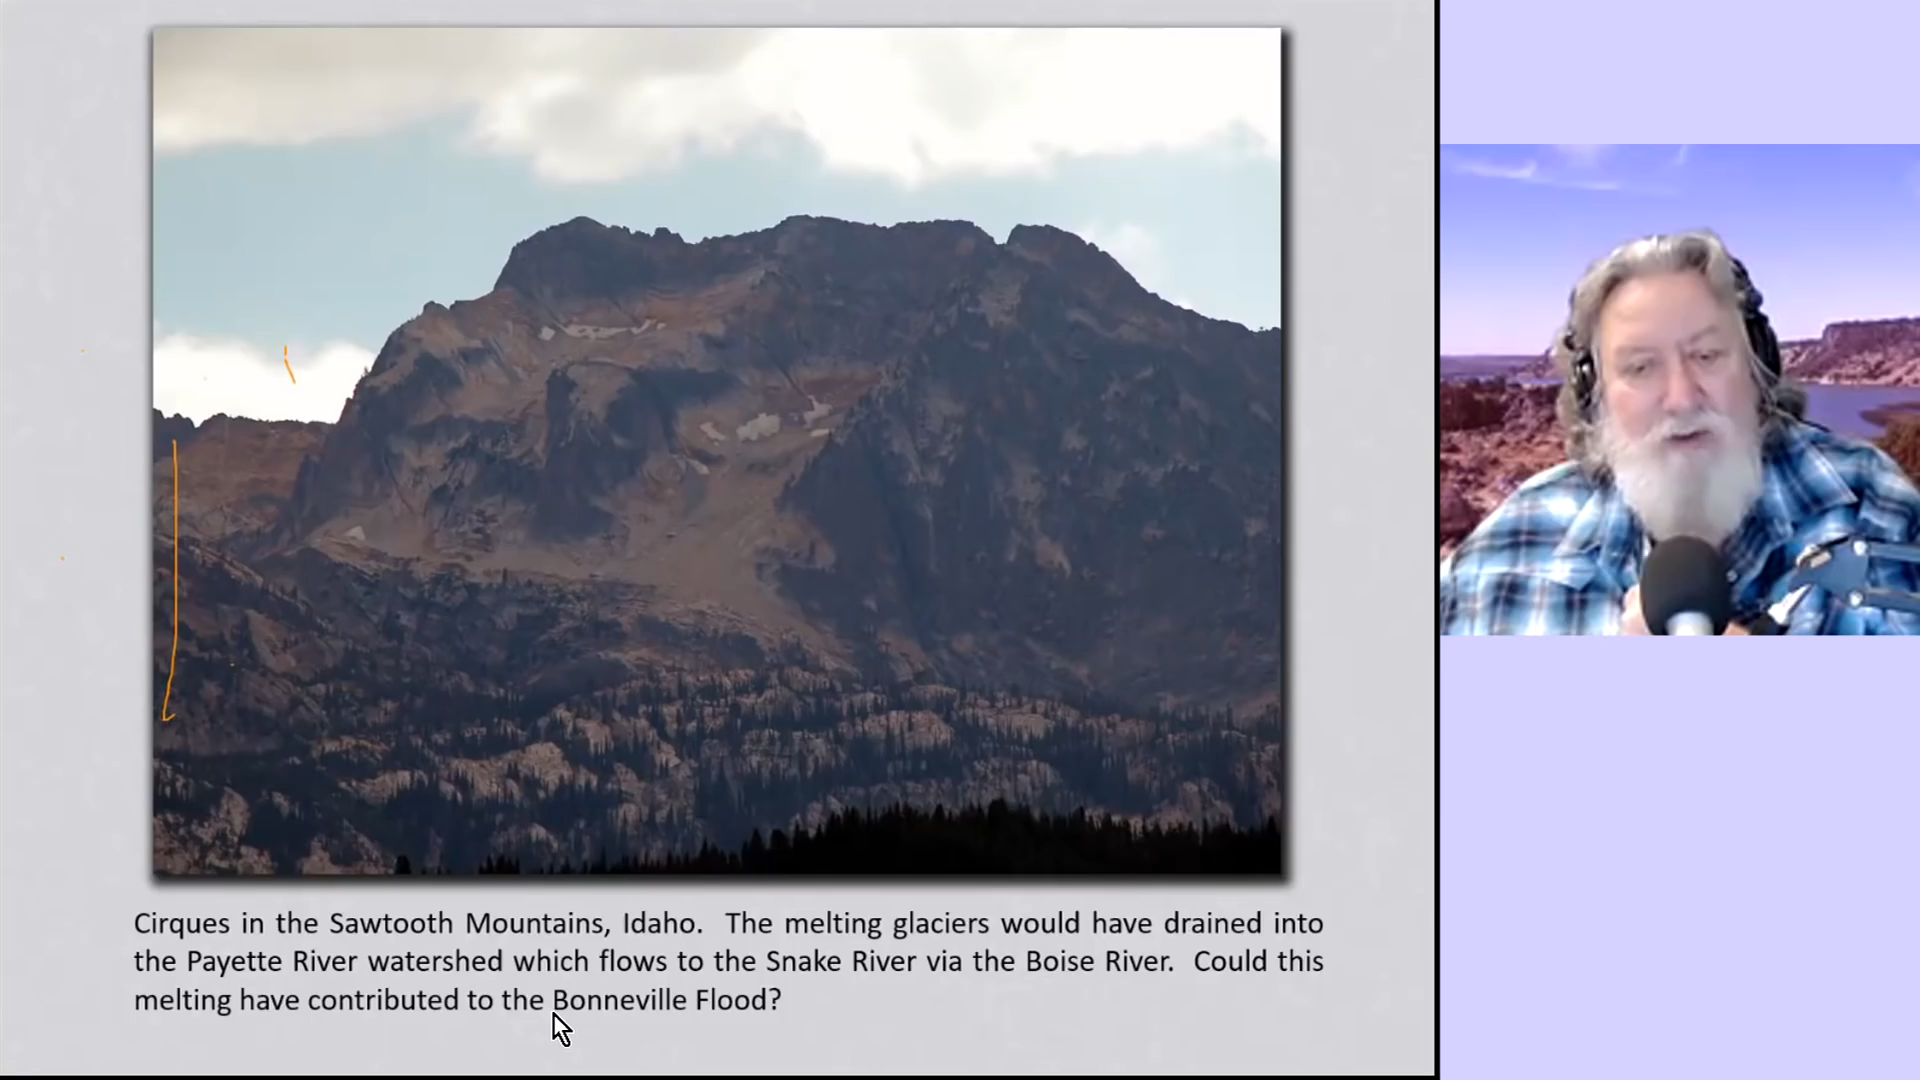 Cirques in the Sawtooth Mountains, Idaho. The melting glaciers would have drained into
the Payette River watershed which flows to the Snake River via the Boise River. Could this
melting have contributed to the Bonneville Flood?